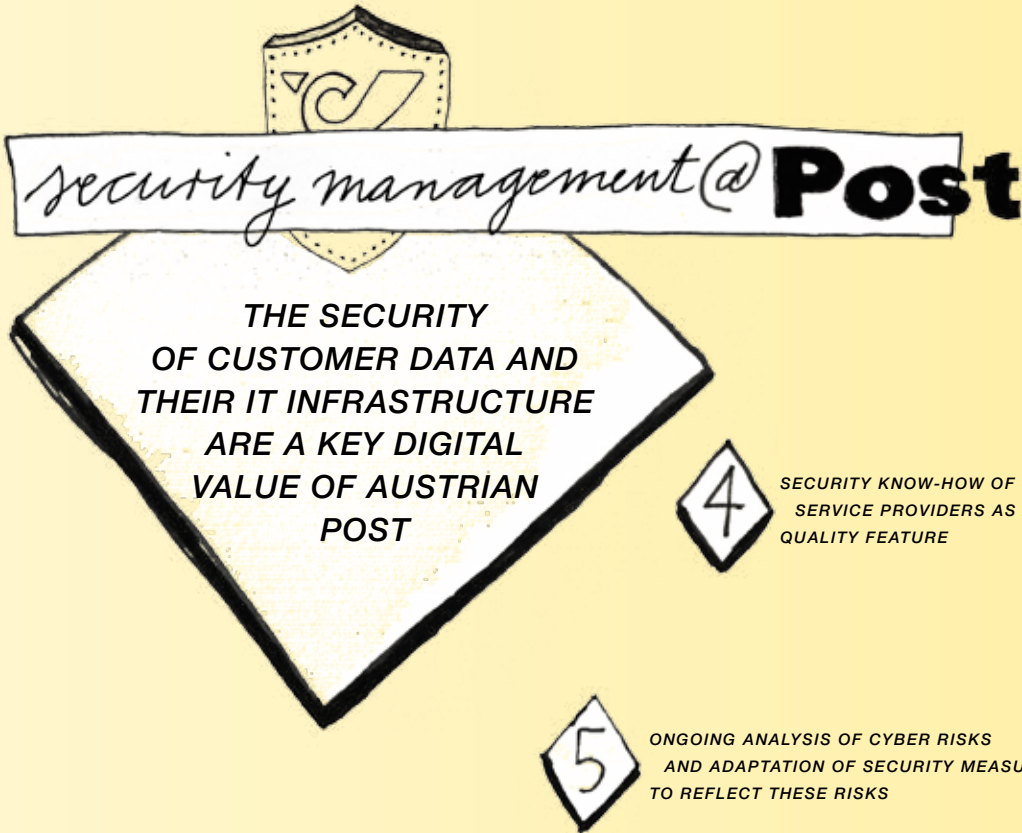 security management@Post
THE SECURITY
OF CUSTOMER DATA AND
THEIR IT INFRASTRUCTURE
ARE A KEY DIGITAL
VALUE OF AUSTRIAN
POST
4
SECURITY KNOW-HOW OF
SERVICE PROVIDERS AS
QUALITY FEATURE
5
ONGOING ANALYSIS OF CYBER RISKS
AND ADAPTATION OF SECURITY MEASU
TO REFLECT THESE RISKS